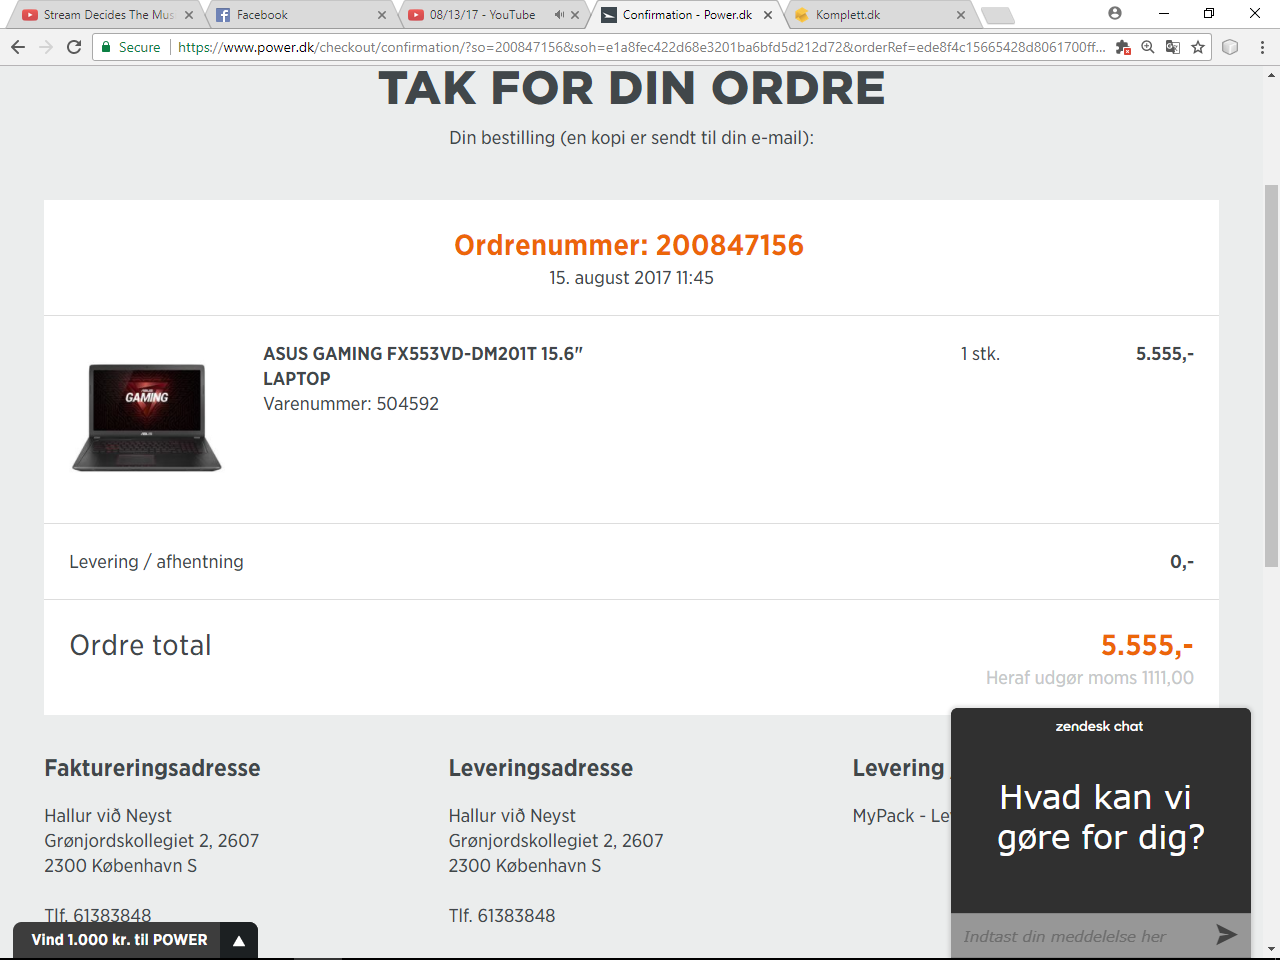 Stream Decides The Mus
Facebook
08/13/17 - YouTube
Confirmation - Power.dk
Komplett.dk
Secure
https://www.power.dk/checkout/confirmation/?so=200847156&soh=e1a8fec422d68e3201ba6bfd5d212d72&orderRef=ede8f4c15665428d8061700ff...
TAK FOR DIN ORDRE
Din bestilling (en kopi er sendt til din e-mail):
Ordrenummer: 200847156
15. august 2017 11:45
ASUS GAMING FX553VD-DM201T 15.6" 1 stk. 5.555,-
LAPTOP
Varenummer: 504592
GAMING
Levering / afhentning 0,-
Ordre total 5.555,-
Heraf udgør moms 1111,00
Faktureringsadresse
Hallur við Neyst
Grønjordskollegiet 2, 2607
2300 København S
Tlf. 61383848
Leveringsadresse
Hallur við Neyst
Grønjordskollegiet 2, 2607
2300 København S
Tlf. 61383848
Levering
MyPack - Le
zendesk chat
Hvad kan vi
gøre for dig?
Indtast din meddelelse her
Vind 1.000 kr. til POWER